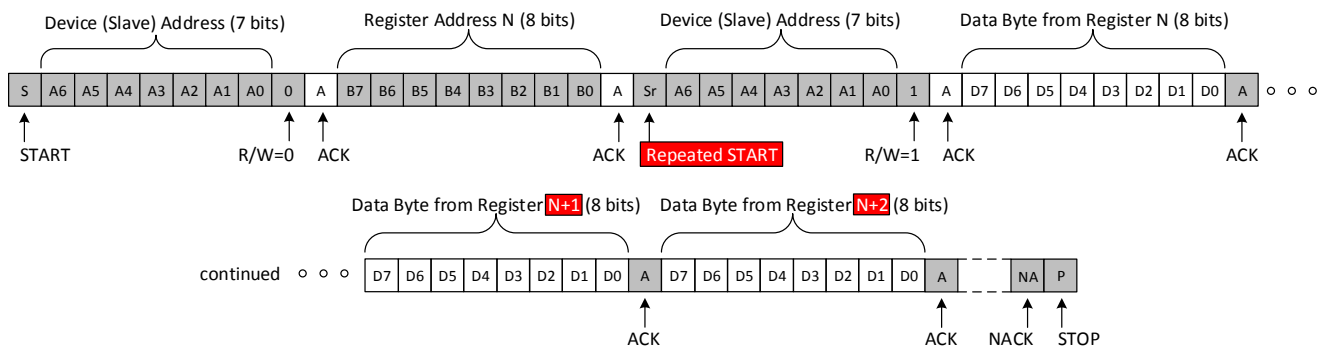 Device (Slave) Address (7 bits) Register Address N (8 bits) Device (Slave) Address (7 bits) Data Byte from Register N (8 bits)
S A6 A5 A4 A3 A2 A1 A0 0 A B7 B6 B5 B4 B3 B2 B1 B0 A Sr A6 A5 A4 A3 A2 A1 A0 1 A D7 D6 D5 D4 D3 D2 D1 D0 A
START R/W=0 ACK ACK Repeated START R/W=1 ACK ACK
Data Byte from Register N+1 (8 bits) Data Byte from Register N+2 (8 bits)
continued D7 D6 D5 D4 D3 D2 D1 D0 A D7 D6 D5 D4 D3 D2 D1 D0 A NA P
ACK ACK NACK STOP